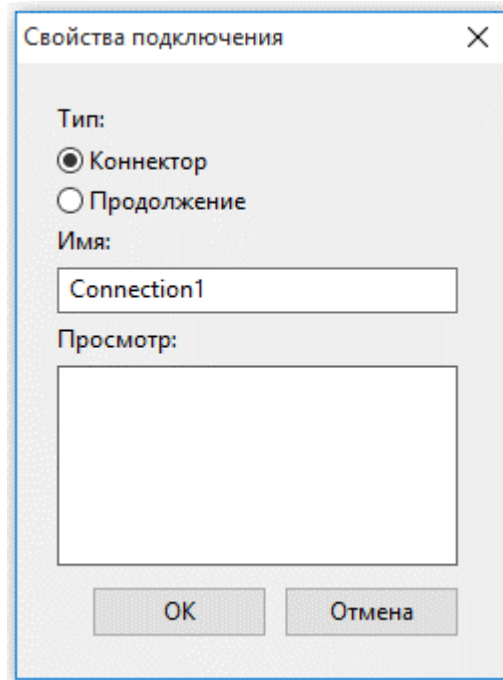 Свойства подключения
Тип:
Коннектор
Продолжение
Имя:
Connection1
Просмотр:
OK
Отмена